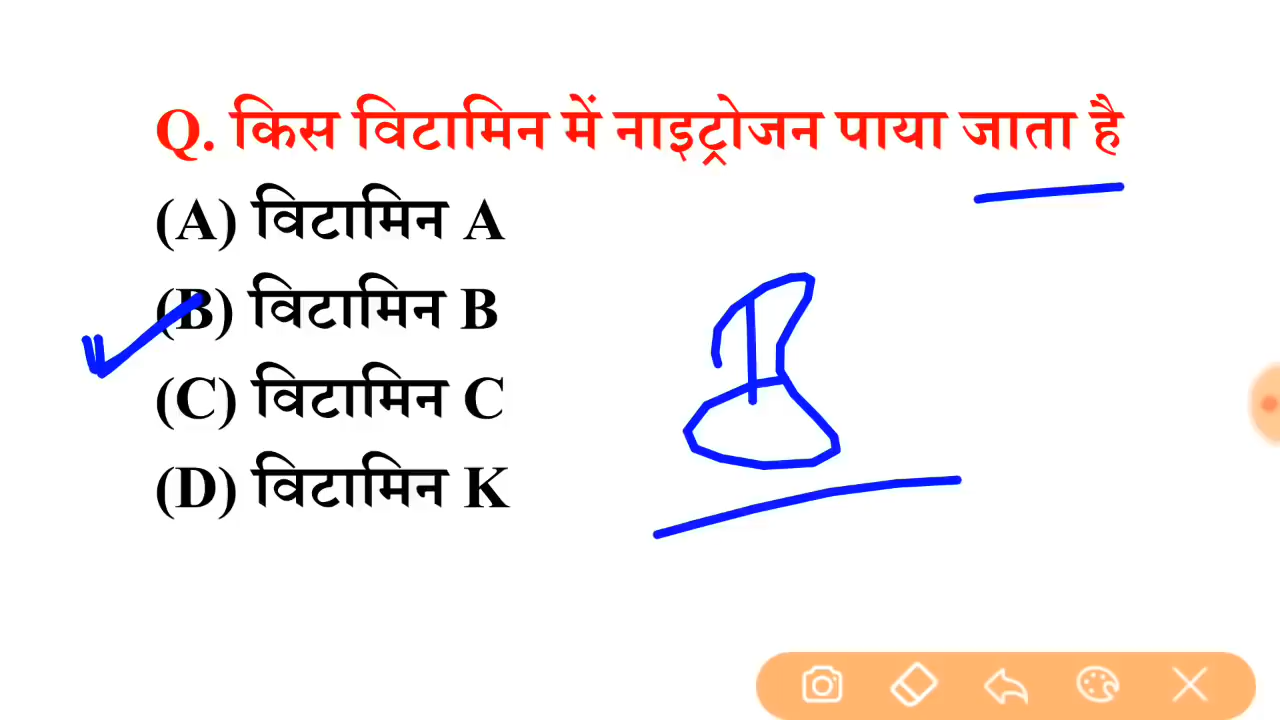 Q. किस विटामिन में नाइट्रोजन पाया जाता है
(A) विटामिन A
(B) विटामिन B
(C) विटामिन C
(D) विटामिन K
B